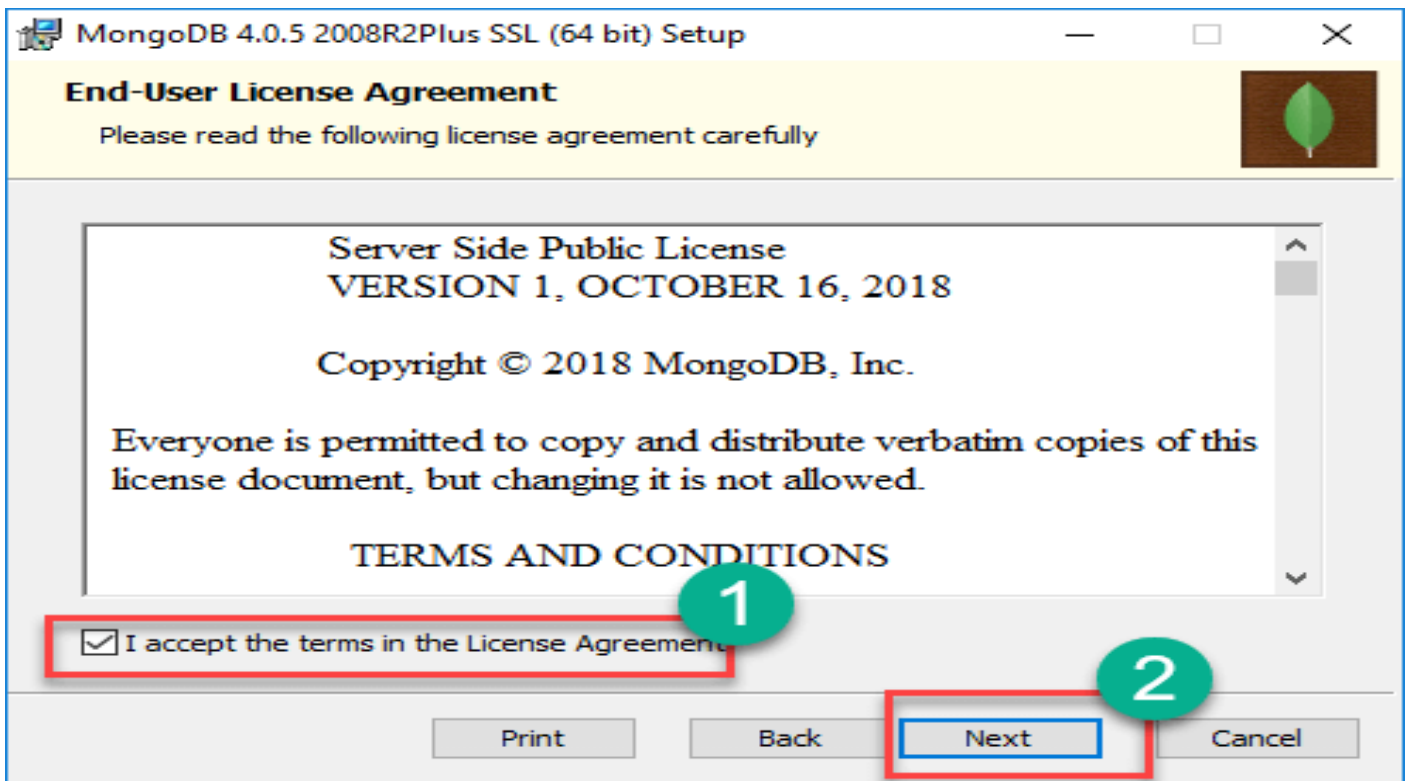 MongoDB 4.0.5 2008R2Plus SSL (64 bit) Setup
End-User License Agreement
Please read the following license agreement carefully
Server Side Public License
VERSION 1, OCTOBER 16, 2018
Copyright © 2018 MongoDB, Inc.
Everyone is permitted to copy and distribute verbatim copies of this
license document, but changing it is not allowed.
TERMS AND CONDITIONS
1
I accept the terms in the License Agreement
2
Print Back Next Cancel